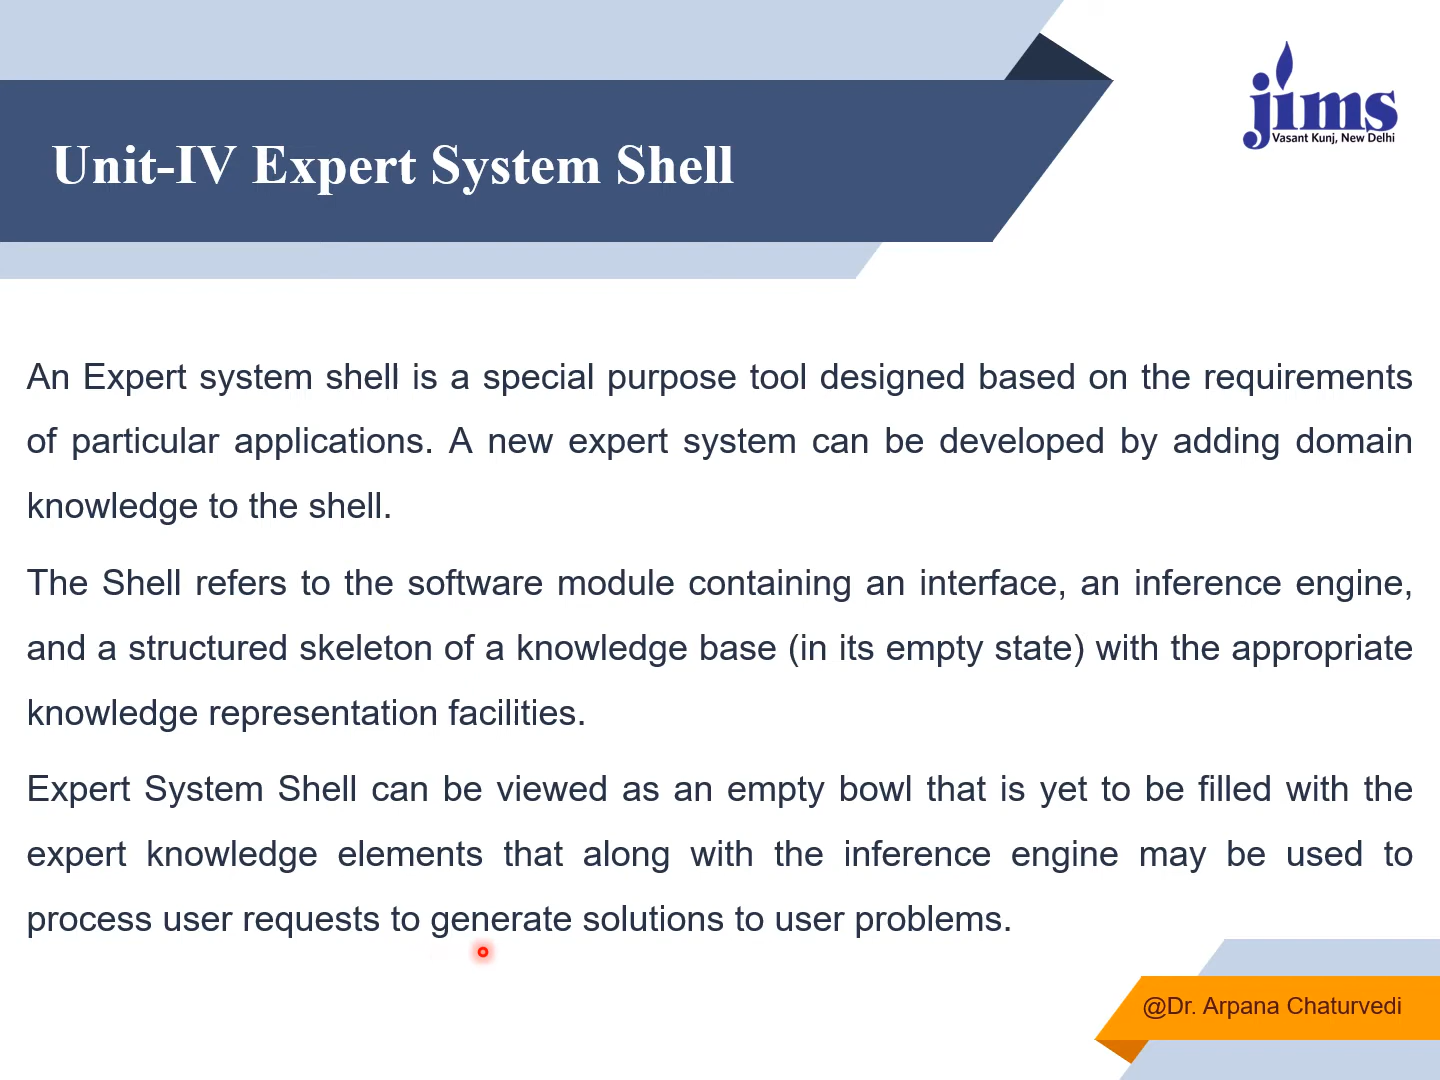 jims
Vasant Kunj, New Delhi
Unit-IV Expert System Shell
An Expert system shell is a special purpose tool designed based on the requirements
of particular applications. A new expert system can be developed by adding domain
knowledge to the shell.
The Shell refers to the software module containing an interface, an inference engine,
and a structured skeleton of a knowledge base (in its empty state) with the appropriate
knowledge representation facilities.
Expert System Shell can be viewed as an empty bowl that is yet to be filled with the
expert knowledge elements that along with the inference engine may be used to
process user requests to generate solutions to user problems.
@Dr. Arpana Chaturvedi